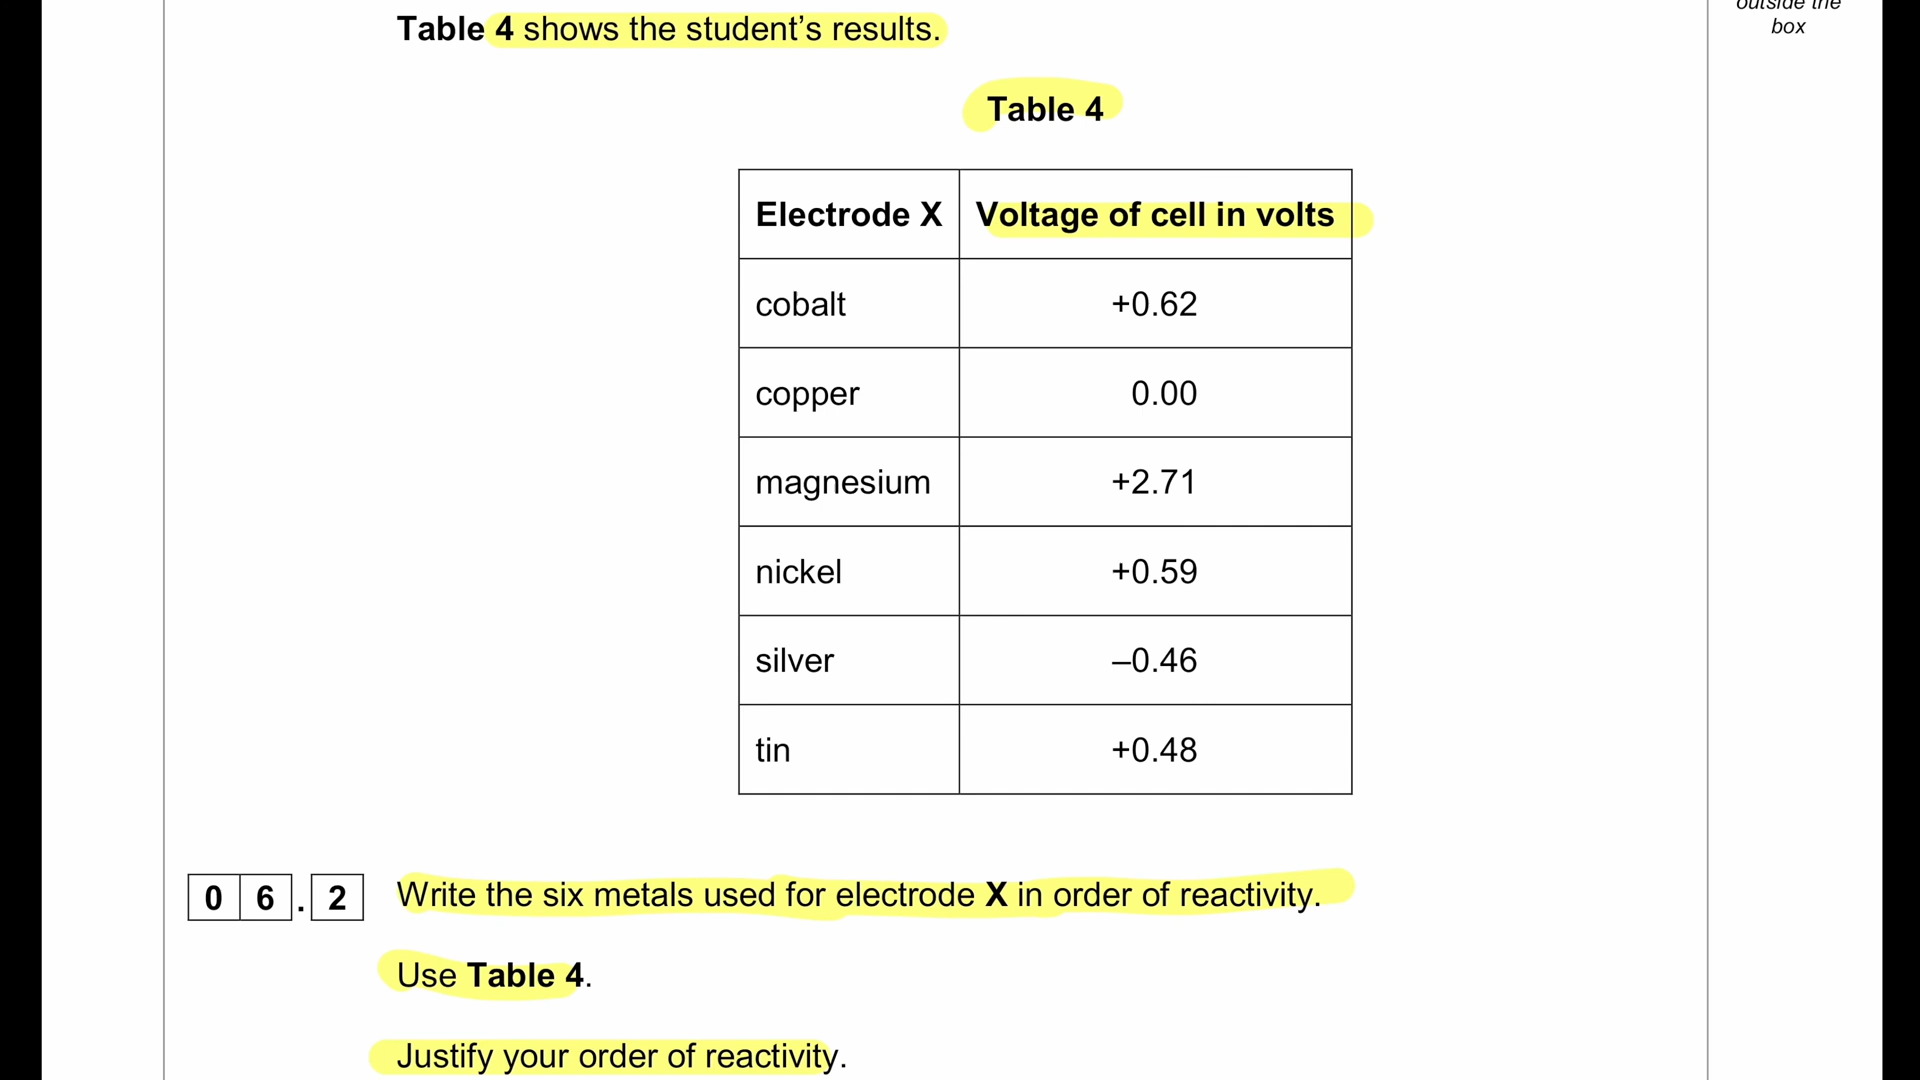 outside the
box
Table 4 shows the student’s results.
Table 4
Electrode X Voltage of cell in volts
cobalt +0.62
copper 0.00
magnesium +2.71
nickel +0.59
silver –0.46
tin +0.48
0 6 . 2 Write the six metals used for electrode X in order of reactivity.
Use Table 4.
Justify your order of reactivity.